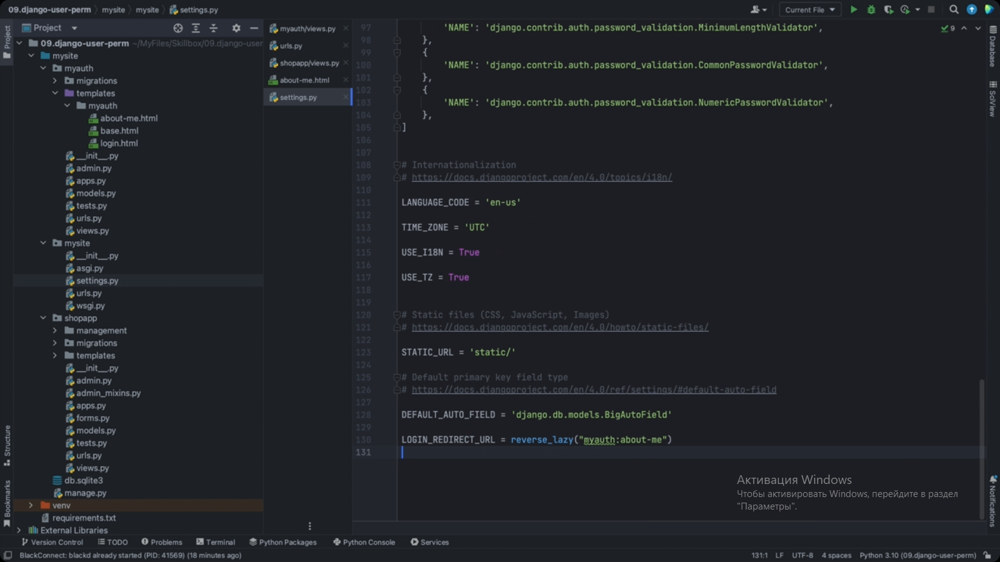 09.django-user-perm
mysite
mysite
settings.py
Current File
Project
Project
09.django-user-perm ~/MyFiles/Skillbox/09.django-user
mysite
myauth
migrations
templates
myauth
about-me.html
base.html
login.html
__init__.py
admin.py
apps.py
models.py
tests.py
urls.py
views.py
mysite
__init__.py
asgi.py
settings.py
urls.py
wsgi.py
shopapp
management
migrations
templates
__init__.py
admin.py
admin_mixins.py
apps.py
forms.py
models.py
tests.py
urls.py
views.py
db.sqlite3
manage.py
venv
requirements.txt
External Libraries
Structure
Bookmarks
myauth/views.py
urls.py
shopapp/views.py
about-me.html
settings.py
97 'NAME': 'django.contrib.auth.password_validation.MinimumLengthValidator',
98 },
99 {
100 'NAME': 'django.contrib.auth.password_validation.CommonPasswordValidator',
101 },
102 {
103 'NAME': 'django.contrib.auth.password_validation.NumericPasswordValidator',
104 },
105 ]
106
107
108 # Internationalization
109 # https://docs.djangoproject.com/en/4.0/topics/i18n/
110
111 LANGUAGE_CODE = 'en-us'
112
113 TIME_ZONE = 'UTC'
114
115 USE_I18N = True
116
117 USE_TZ = True
118
119
120 # Static files (CSS, JavaScript, Images)
121 # https://docs.djangoproject.com/en/4.0/howto/static-files/
122
123 STATIC_URL = 'static/'
124
125 # Default primary key field type
126 # https://docs.djangoproject.com/en/4.0/ref/settings/#default-auto-field
127
128 DEFAULT_AUTO_FIELD = 'django.db.models.BigAutoField'
129
130 LOGIN_REDIRECT_URL = reverse_lazy("myauth:about-me")
131
9
Database
SciView
Notifications
Активация Windows
Чтобы активировать Windows, перейдите в раздел
"Параметры".
Version Control
TODO
Problems
Terminal
Python Packages
Python Console
Services
BlackConnect: blackd already started (PID: 41569) (18 minutes ago)
131:1
LF
UTF-8
4 spaces
Python 3.10 (09.django-user-perm)